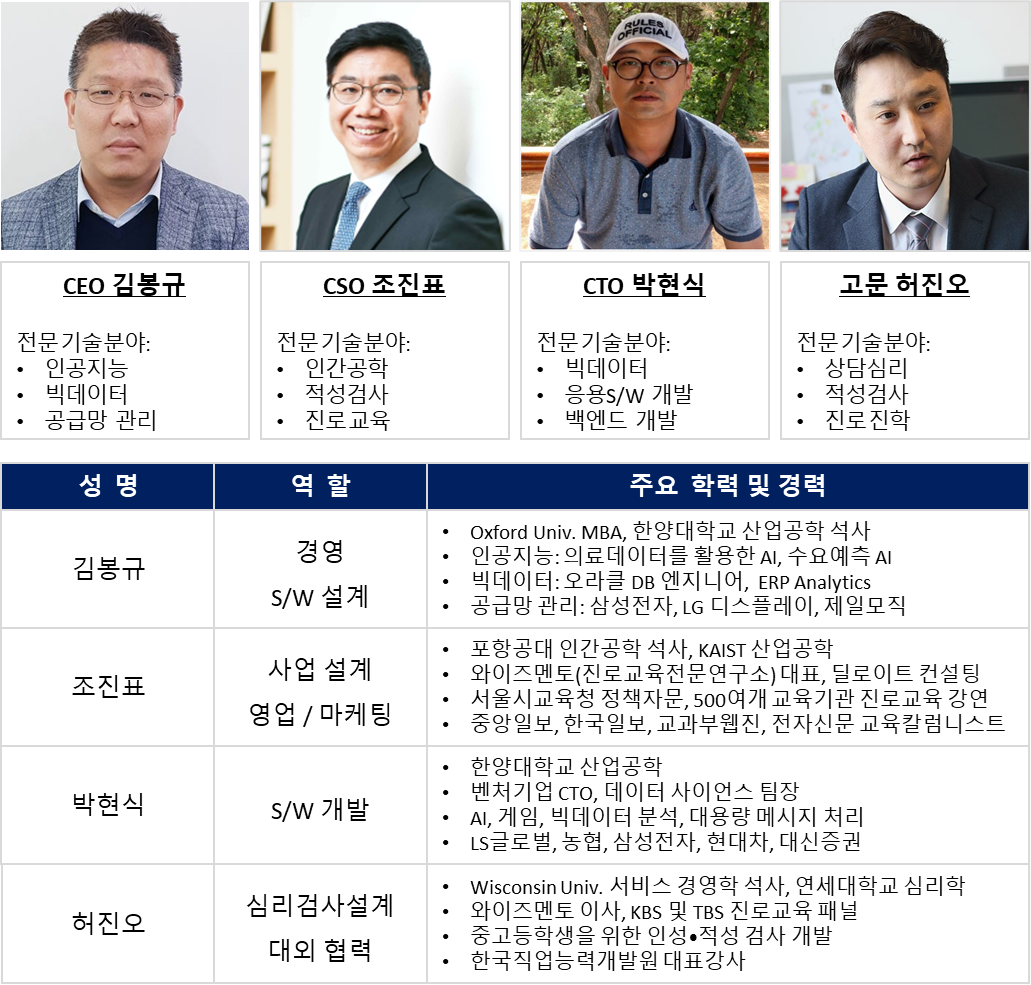 RULES
OFFICIAL
CEO 김봉규
전문기술분야:
• 인공지능
• 빅데이터
• 공급망 관리
CSO 조진표
전문기술분야:
• 인간공학
• 적성검사
• 진로교육
CTO 박현식
전문기술분야:
• 빅데이터
• 응용S/W 개발
• 백엔드 개발
고문 허진오
전문기술분야:
• 상담심리
• 적성검사
• 진로진학
성 명 역 할 주요 학력 및 경력
김봉규
경영
S/W 설계
• Oxford Univ. MBA, 한양대학교 산업공학 석사
• 인공지능: 의료데이터를 활용한 AI, 수요예측 AI
• 빅데이터: 오라클 DB 엔지니어, ERP Analytics
• 공급망 관리: 삼성전자, LG 디스플레이, 제일모직
조진표
사업 설계
영업 / 마케팅
• 포항공대 인간공학 석사, KAIST 산업공학
• 와이즈멘토(진로교육전문연구소) 대표, 딜로이트 컨설팅
• 서울시교육청 정책자문, 500여개 교육기관 진로교육 강연
• 중앙일보, 한국일보, 교과부웹진, 전자신문 교육칼럼니스트
박현식
S/W 개발
• 한양대학교 산업공학
• 벤처기업 CTO, 데이터 사이언스 팀장
• AI, 게임, 빅데이터 분석, 대용량 메시지 처리
• LS글로벌, 농협, 삼성전자, 현대차, 대신증권
허진오
심리검사설계
대외 협력
• Wisconsin Univ. 서비스 경영학 석사, 연세대학교 심리학
• 와이즈멘토 이사, KBS 및 TBS 진로교육 패널
• 중고등학생을 위한 인성•적성 검사 개발
• 한국직업능력개발원 대표강사